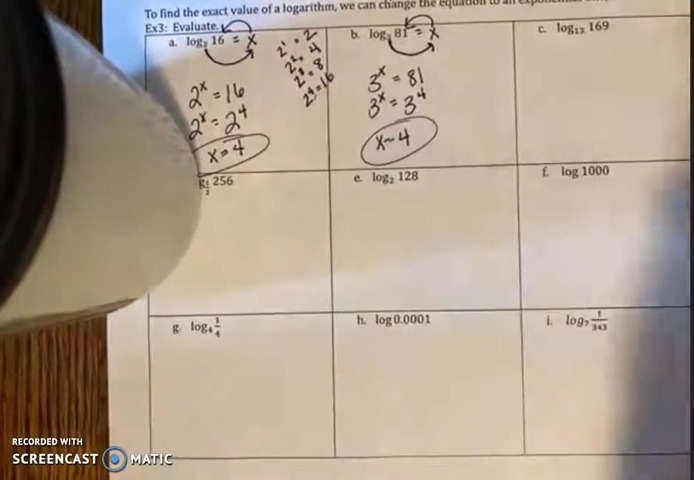 To find the exact value of a logarithm, we can change the equation to an
Ex3: Evaluate.
a. log₂ 16 = x
2¹ = 2
2² = 4
2³ = 8
2⁴ = 16
2ˣ = 16
2ˣ = 2⁴
x = 4
b. log₃ 81 = x
3ˣ = 81
3ˣ = 3⁴
x = 4
c. log₁₃ 169
256
e. log₂ 128
f. log 1000
g. log₄ 1/4
h. log 0.0001
i. log₇ 1/343
RECORDED WITH
SCREENCAST MATIC